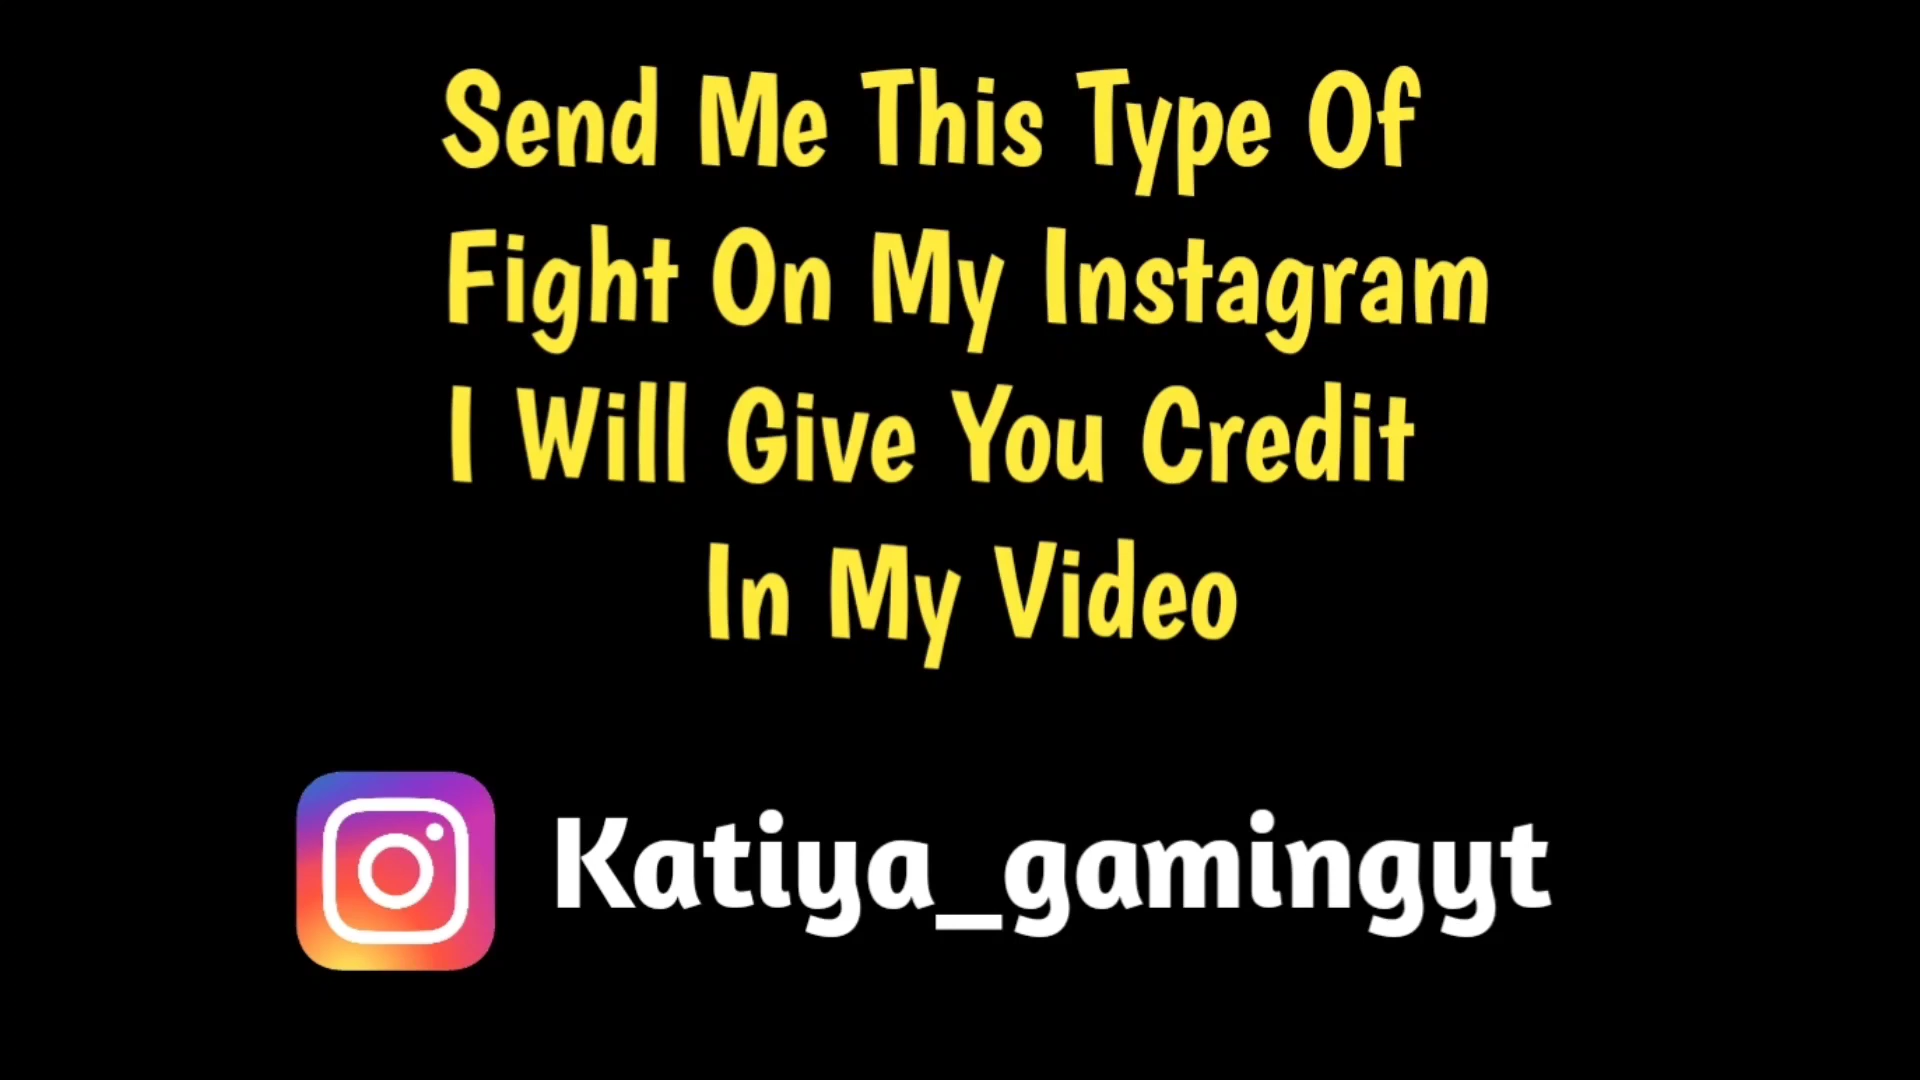 Send Me This Type Of
Fight On My Instagram
I Will Give You Credit
In My Video
Katiya_gamingyt